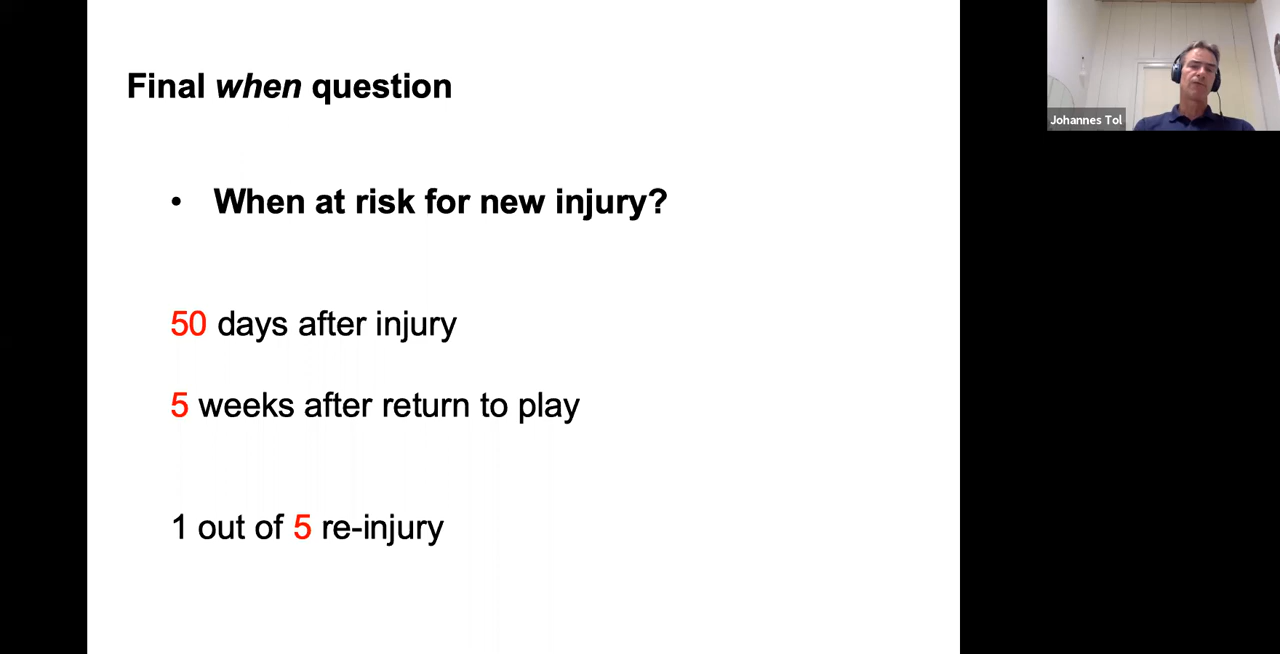 Final when question
• When at risk for new injury?
50 days after injury
5 weeks after return to play
1 out of 5 re-injury
Johannes Tol